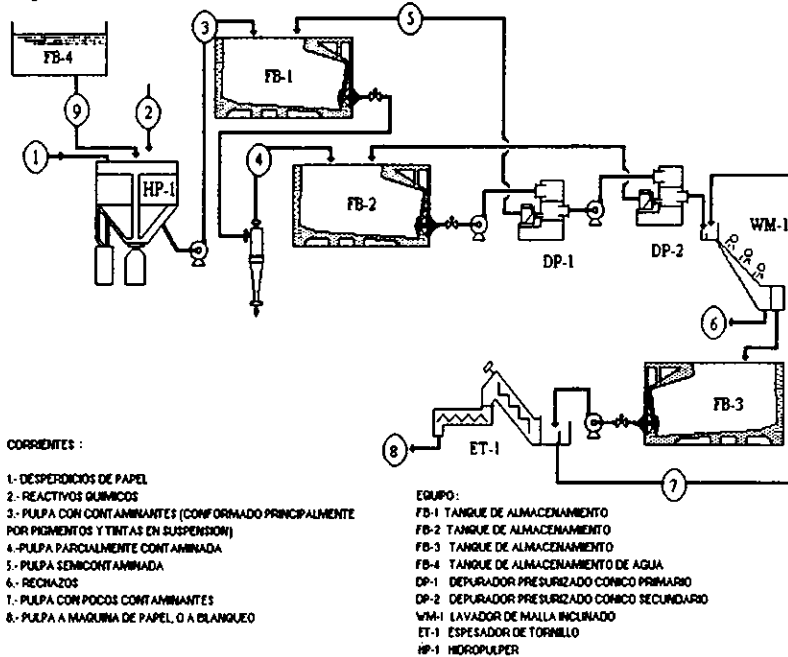 3
5
FB-4
FB-1
9
2
1
4
HP-1
FB-2
DP-1
DP-2
WM-1
6
FB-3
8
ET-1
7
CORRIENTES :
1.- DESPERDICIOS DE PAPEL
2.- REACTIVOS QUIMICOS
3.- PULPA CON CONTAMINANTES (CONFORMADO PRINCIPALMENTE
POR PIGMENTOS Y TINTAS EN SUSPENSION)
4.-PULPA PARCIALMENTE CONTAMINADA
5.- PULPA SEMICONTAMINADA
6.- RECHAZOS
7.- PULPA CON POCOS CONTAMINANTES
8.- PULPA A MAQUINA DE PAPEL, O A BLANQUEO
EQUIPO :
FB-1 TANQUE DE ALMACENAMIENTO
FB-2 TANQUE DE ALMACENAMIENTO
FB-3 TANQUE DE ALMACENAMIENTO
FB-4 TANQUE DE ALMACENAMIENTO DE AGUA
DP-1 DEPURADOR PRESURIZADO CONICO PRIMARIO
DP-2 DEPURADOR PRESURIZADO CONICO SECUNDARIO
WM-1 LAVADOR DE MALLA INCLINADO
ET-1 ESPESADOR DE TORNILLO
HP-1 HIDROPULPER